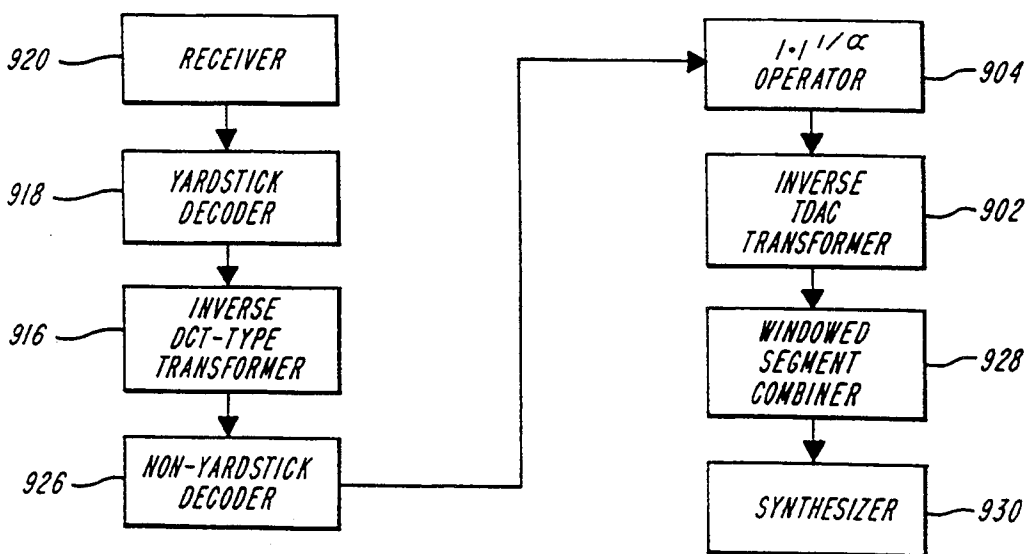 920
RECEIVER
918
YARDSTICK
DECODER
916
INVERSE
DCT-TYPE
TRANSFORMER
926
NON-YARDSTICK
DECODER
|·|^1/α
OPERATOR
904
INVERSE
TDAC
TRANSFORMER
902
WINDOWED
SEGMENT
COMBINER
928
SYNTHESIZER
930